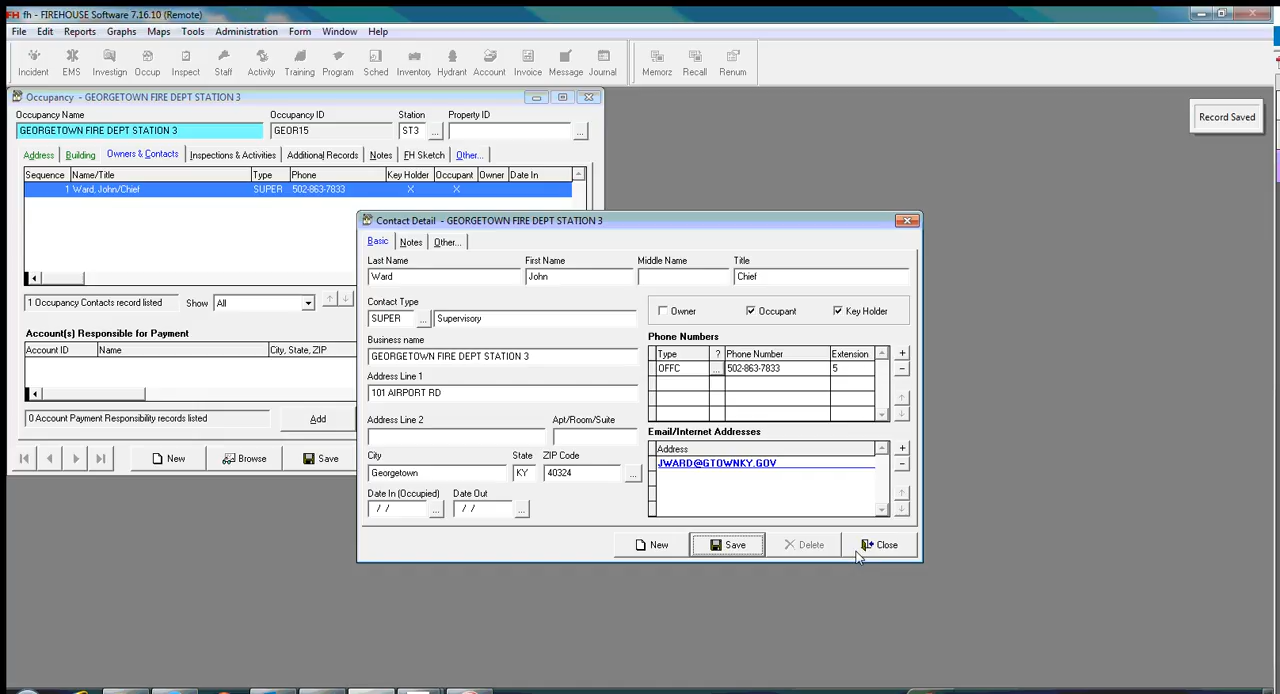 FH fh - FIREHOUSE Software 7.16.10 (Remote)
File Edit Reports Graphs Maps Tools Administration Form Window Help
Incident EMS Investign Occup Inspect Staff Activity Training Program Sched Inventory Hydrant Account Invoice Message Journal Memorz Recall Renum
Occupancy - GEORGETOWN FIRE DEPT STATION 3
Record Saved
Occupancy Name Occupancy ID Station Property ID
GEORGETOWN FIRE DEPT STATION 3 GEOR15 ST3 ... ...
Address Building Owners & Contacts Inspections & Activities Additional Records Notes FH Sketch Other...
Sequence Name/Title Type Phone Key Holder Occupant Owner Date In
1 Ward, John/Chief SUPER 502-863-7833 X X
1 Occupancy Contacts record listed Show All
Account(s) Responsible for Payment
Account ID Name City, State, ZIP
0 Account Payment Responsibility records listed Add
New Browse Save
Contact Detail - GEORGETOWN FIRE DEPT STATION 3
Basic Notes Other...
Last Name First Name Middle Name Title
Ward John Chief
Contact Type
SUPER ... Supervisory
Owner Occupant Key Holder
Business name
GEORGETOWN FIRE DEPT STATION 3
Address Line 1
101 AIRPORT RD
Address Line 2 Apt/Room/Suite
City State ZIP Code
Georgetown KY 40324 ...
Date In (Occupied) Date Out
/ / ... / / ...
Phone Numbers
Type ? Phone Number Extension +
OFFC ... 502-863-7833 5 −
Email/Internet Addresses
Address +
JWARD@GTOWNKY.GOV −
New Save Delete Close